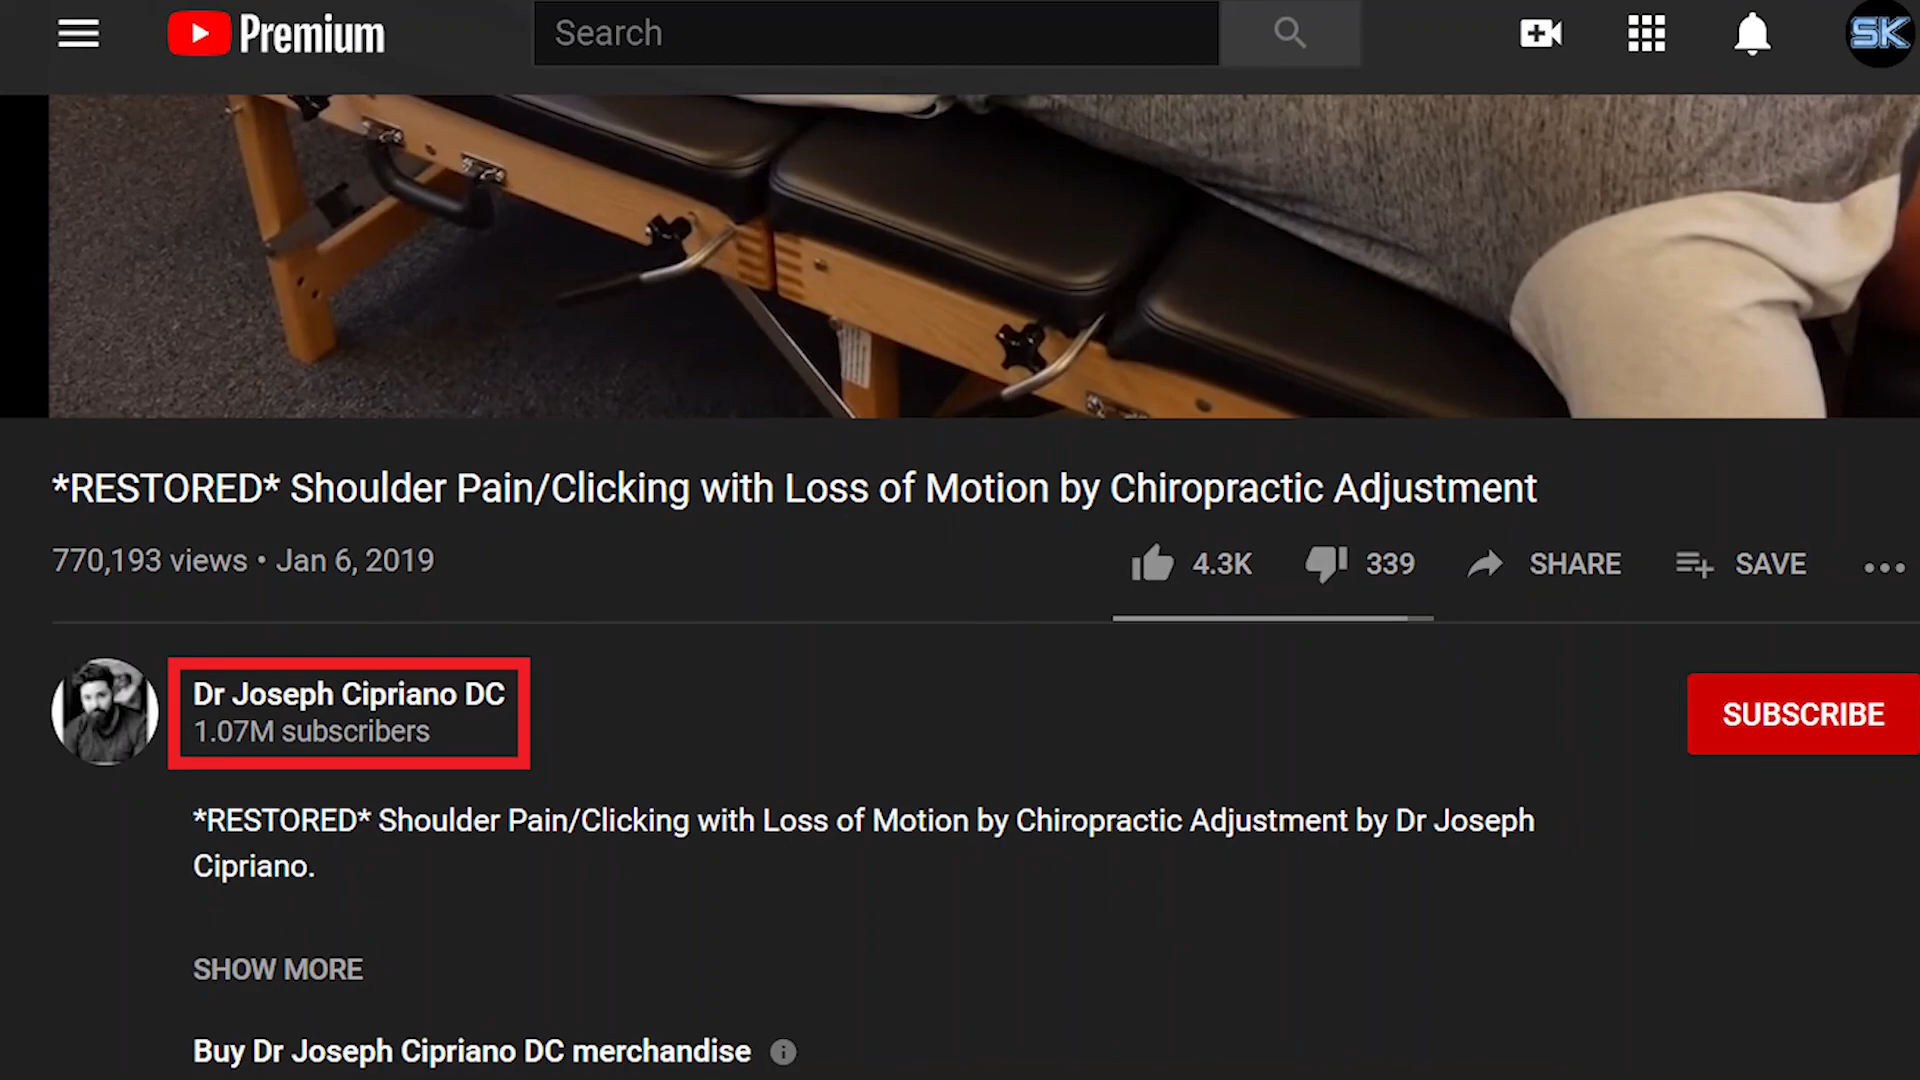 Premium
Search
SK
*RESTORED* Shoulder Pain/Clicking with Loss of Motion by Chiropractic Adjustment
770,193 views • Jan 6, 2019
4.3K
339
SHARE
SAVE
Dr Joseph Cipriano DC
1.07M subscribers
SUBSCRIBE
*RESTORED* Shoulder Pain/Clicking with Loss of Motion by Chiropractic Adjustment by Dr Joseph
Cipriano.
SHOW MORE
Buy Dr Joseph Cipriano DC merchandise